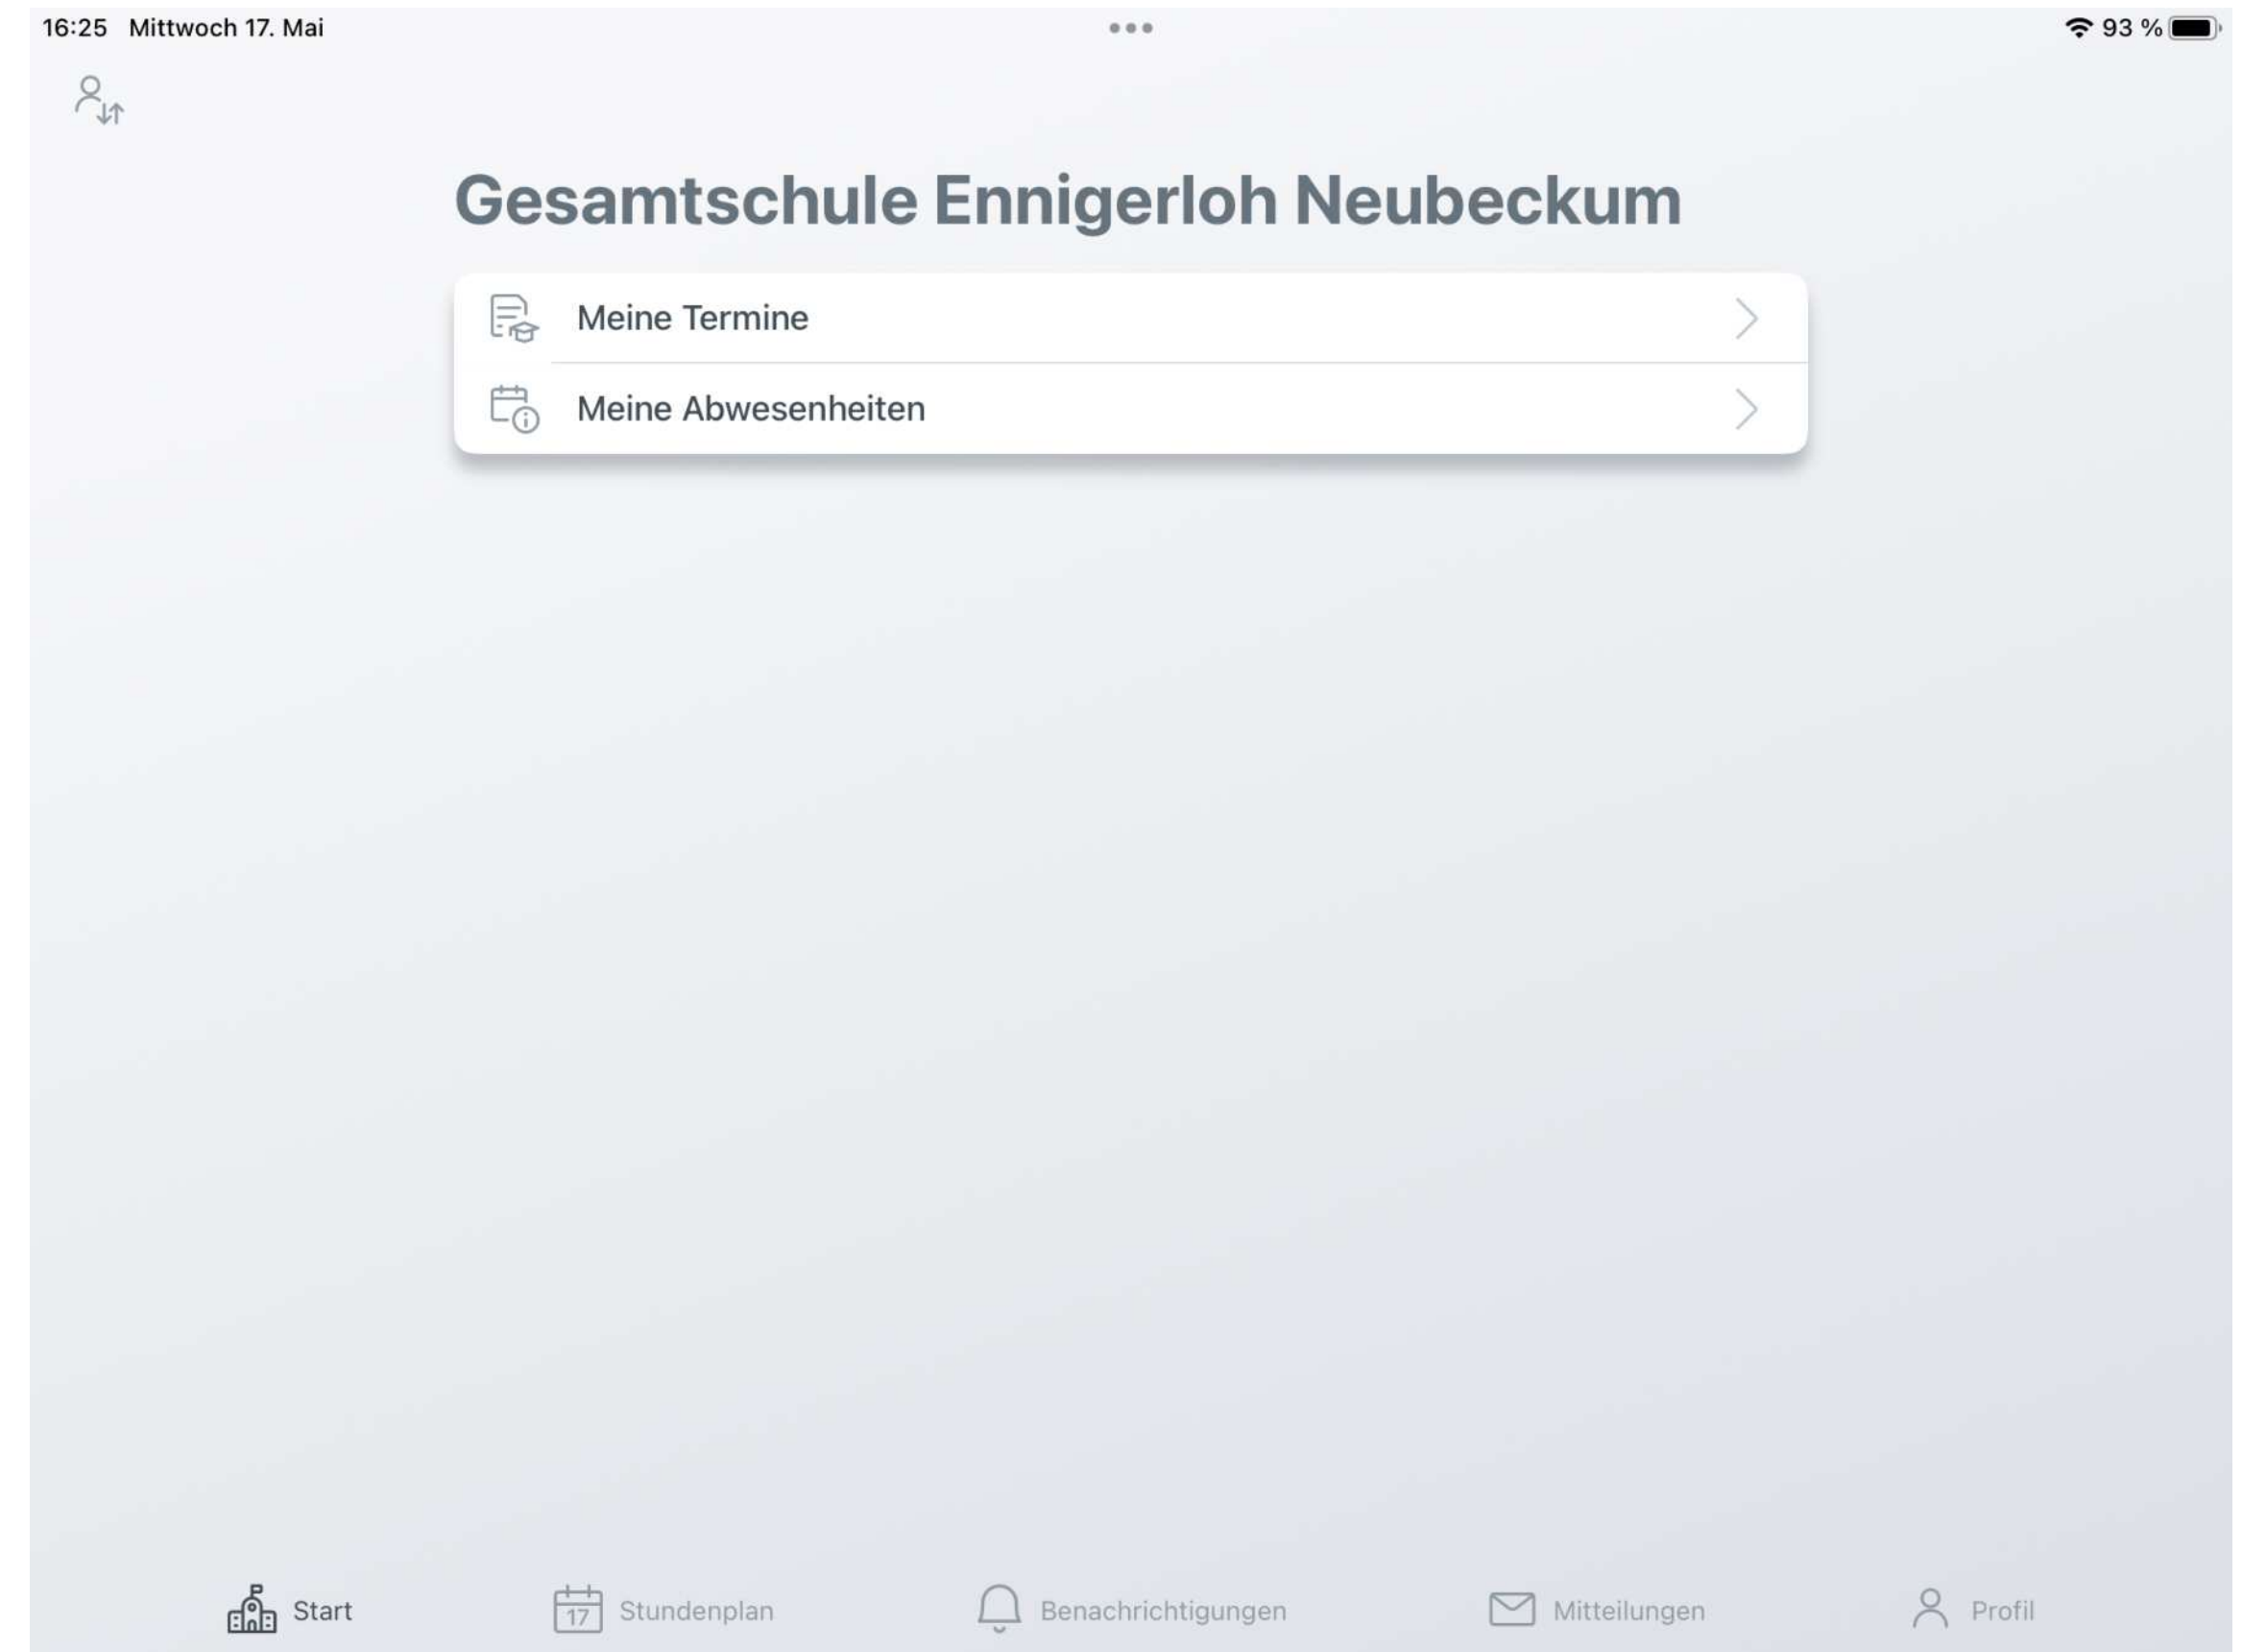 16:25 Mittwoch 17. Mai 93 %
Gesamtschule Ennigerloh Neubeckum
Meine Termine
Meine Abwesenheiten
Start 17 Stundenplan Benachrichtigungen Mitteilungen Profil